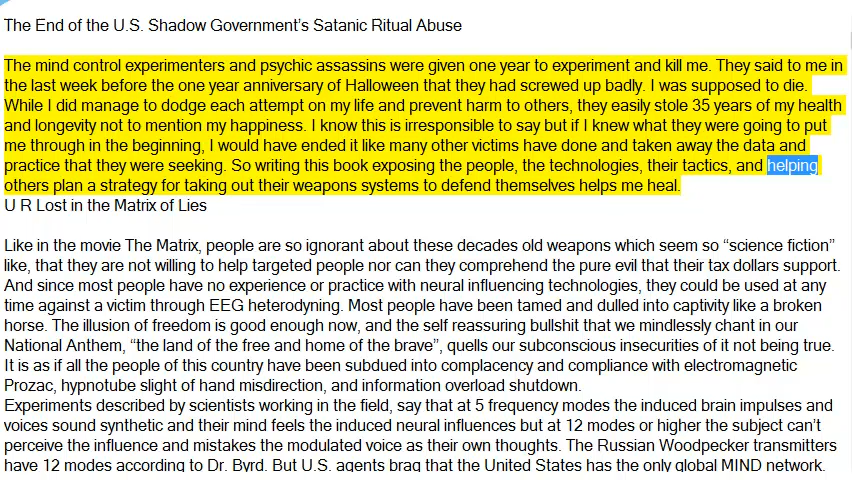 The End of the U.S. Shadow Government's Satanic Ritual Abuse
The mind control experimenters and psychic assassins were given one year to experiment and kill me. They said to me in
the last week before the one year anniversary of Halloween that they had screwed up badly. I was supposed to die.
While I did manage to dodge each attempt on my life and prevent harm to others, they easily stole 35 years of my health
and longevity not to mention my happiness. I know this is irresponsible to say but if I knew what they were going to put
me through in the beginning, I would have ended it like many other victims have done and taken away the data and
practice that they were seeking. So writing this book exposing the people, the technologies, their tactics, and helping
others plan a strategy for taking out their weapons systems to defend themselves helps me heal.
U R Lost in the Matrix of Lies
Like in the movie The Matrix, people are so ignorant about these decades old weapons which seem so “science fiction”
like, that they are not willing to help targeted people nor can they comprehend the pure evil that their tax dollars support.
And since most people have no experience or practice with neural influencing technologies, they could be used at any
time against a victim through EEG heterodyning. Most people have been tamed and dulled into captivity like a broken
horse. The illusion of freedom is good enough now, and the self reassuring bullshit that we mindlessly chant in our
National Anthem, “the land of the free and home of the brave”, quells our subconscious insecurities of it not being true.
It is as if all the people of this country have been subdued into complacency and compliance with electromagnetic
Prozac, hypnotube slight of hand misdirection, and information overload shutdown.
Experiments described by scientists working in the field, say that at 5 frequency modes the induced brain impulses and
voices sound synthetic and their mind feels the induced neural influences but at 12 modes or higher the subject can't
perceive the influence and mistakes the modulated voice as their own thoughts. The Russian Woodpecker transmitters
have 12 modes according to Dr. Byrd. But U.S. agents brag that the United States has the only global MIND network.